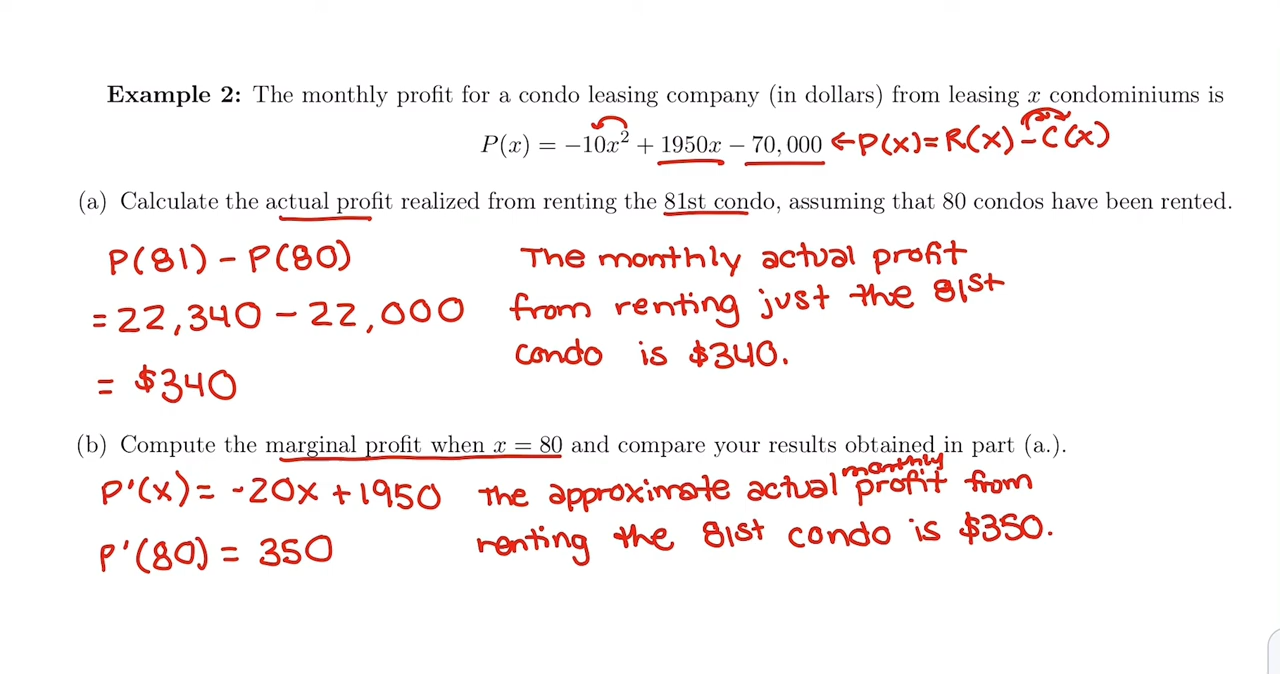 Example 2: The monthly profit for a condo leasing company (in dollars) from leasing x condominiums is
P(x) = −10x² + 1950x − 70,000 ← P(x) = R(x) − C(x)
(a) Calculate the actual profit realized from renting the 81st condo, assuming that 80 condos have been rented.
P(81) − P(80)
= 22,340 − 22,000
= $340
The monthly actual profit
from renting just the 81st
condo is $340.
(b) Compute the marginal profit when x = 80 and compare your results obtained in part (a.).
P'(x) = -20x + 1950
P'(80) = 350
The approximate actual monthly profit from
renting the 81st condo is $350.